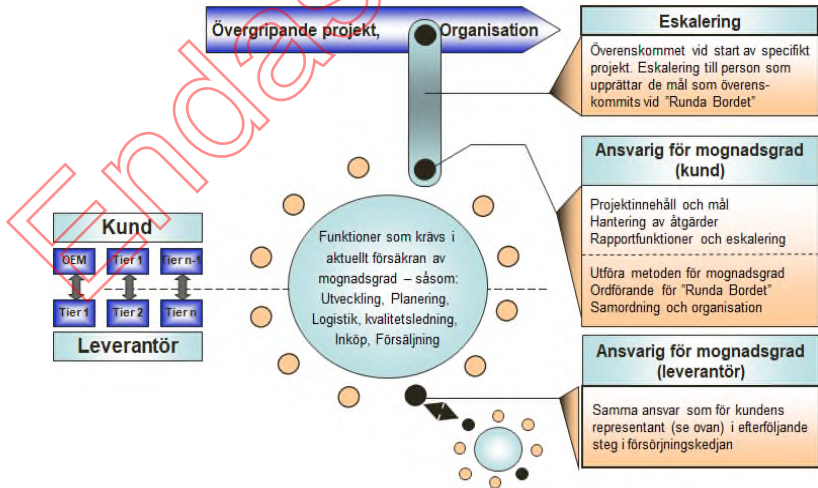 Övergripande projekt, Organisation
Eskalering
Överenskommet vid start av specifikt
projekt. Eskalering till person som
upprättar de mål som överens-
kommits vid ”Runda Bordet”
Ansvarig för mognadsgrad
(kund)
Projektinnehåll och mål
Hantering av åtgärder
Rapportfunktioner och eskalering
Utföra metoden för mognadsgrad
Ordförande för ”Runda Bordet”
Samordning och organisation
Kund
OEM Tier 1 Tier n-1
Tier 1 Tier 2 Tier n
Leverantör
Funktioner som krävs i
aktuellt försäkran av
mognadsgrad – såsom:
Utveckling, Planering,
Logistik, kvalitetsledning,
Inköp, Försäljning
Ansvarig för mognadsgrad
(leverantör)
Samma ansvar som för kundens
representant (se ovan) i efterföljande
steg i försörjningskedjan
Endas